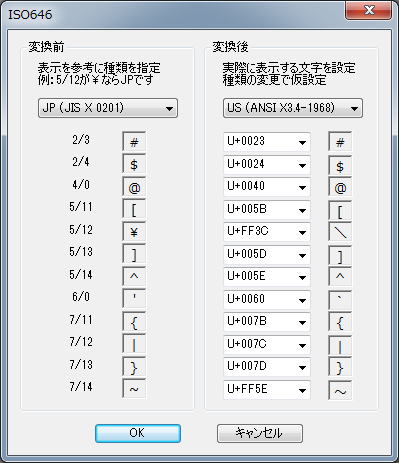 ISO646
変換前
表示を参考に種類を指定
例:5/12が¥ならJPです
JP (JIS X 0201)
2/3 #
2/4 $
4/0 @
5/11 [
5/12 ¥
5/13 ]
5/14 ^
6/0 '
7/11 {
7/12 |
7/13 }
7/14 ~
変換後
実際に表示する文字を設定
種類の変更で仮設定
US (ANSI X3.4-1968)
U+0023 #
U+0024 $
U+0040 @
U+005B [
U+FF3C ＼
U+005D ]
U+005E ^
U+0060 `
U+007B {
U+007C |
U+007D }
U+FF5E ～
OK
キャンセル